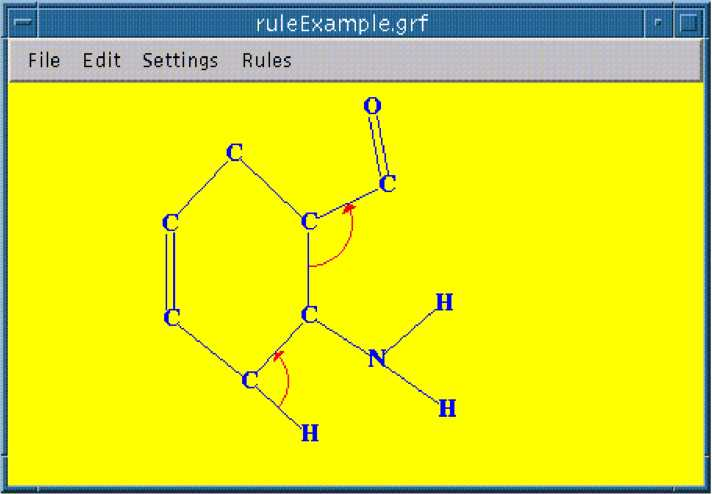 ruleExample.grf
File Edit Settings Rules
O
C
C
C C
C
C
N
H
C
H
H